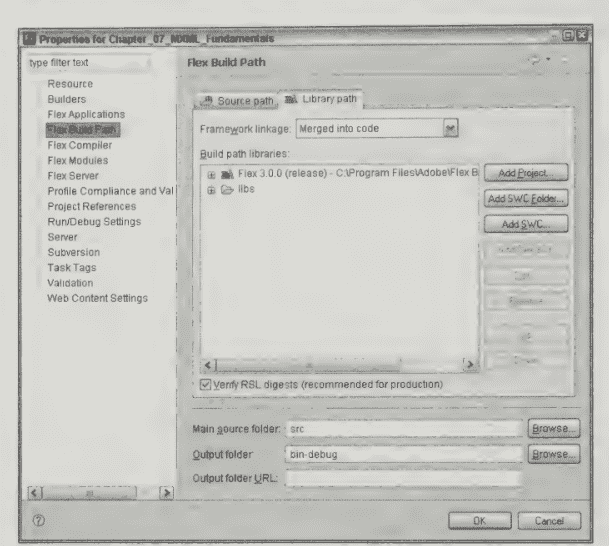 Properties for Chapter_07_MXML_Fundamentals
type filter text
Flex Build Path
Resource
Builders
Flex Applications
Flex Build Path
Flex Compiler
Flex Modules
Flex Server
Profile Compliance and Val
Project References
Run/Debug Settings
Server
Subversion
Task Tags
Validation
Web Content Settings
Source path
Library path
Framework linkage: Merged into code
Build path libraries:
Flex 3.0.0 (release) - C:\Program Files\Adobe\Flex B
libs
Add Project...
Add SWC Folder...
Add SWC...
Verify RSL digests (recommended for production)
Main source folder: src
Browse...
Output folder bin-debug
Browse...
Output folder URL:
OK
Cancel